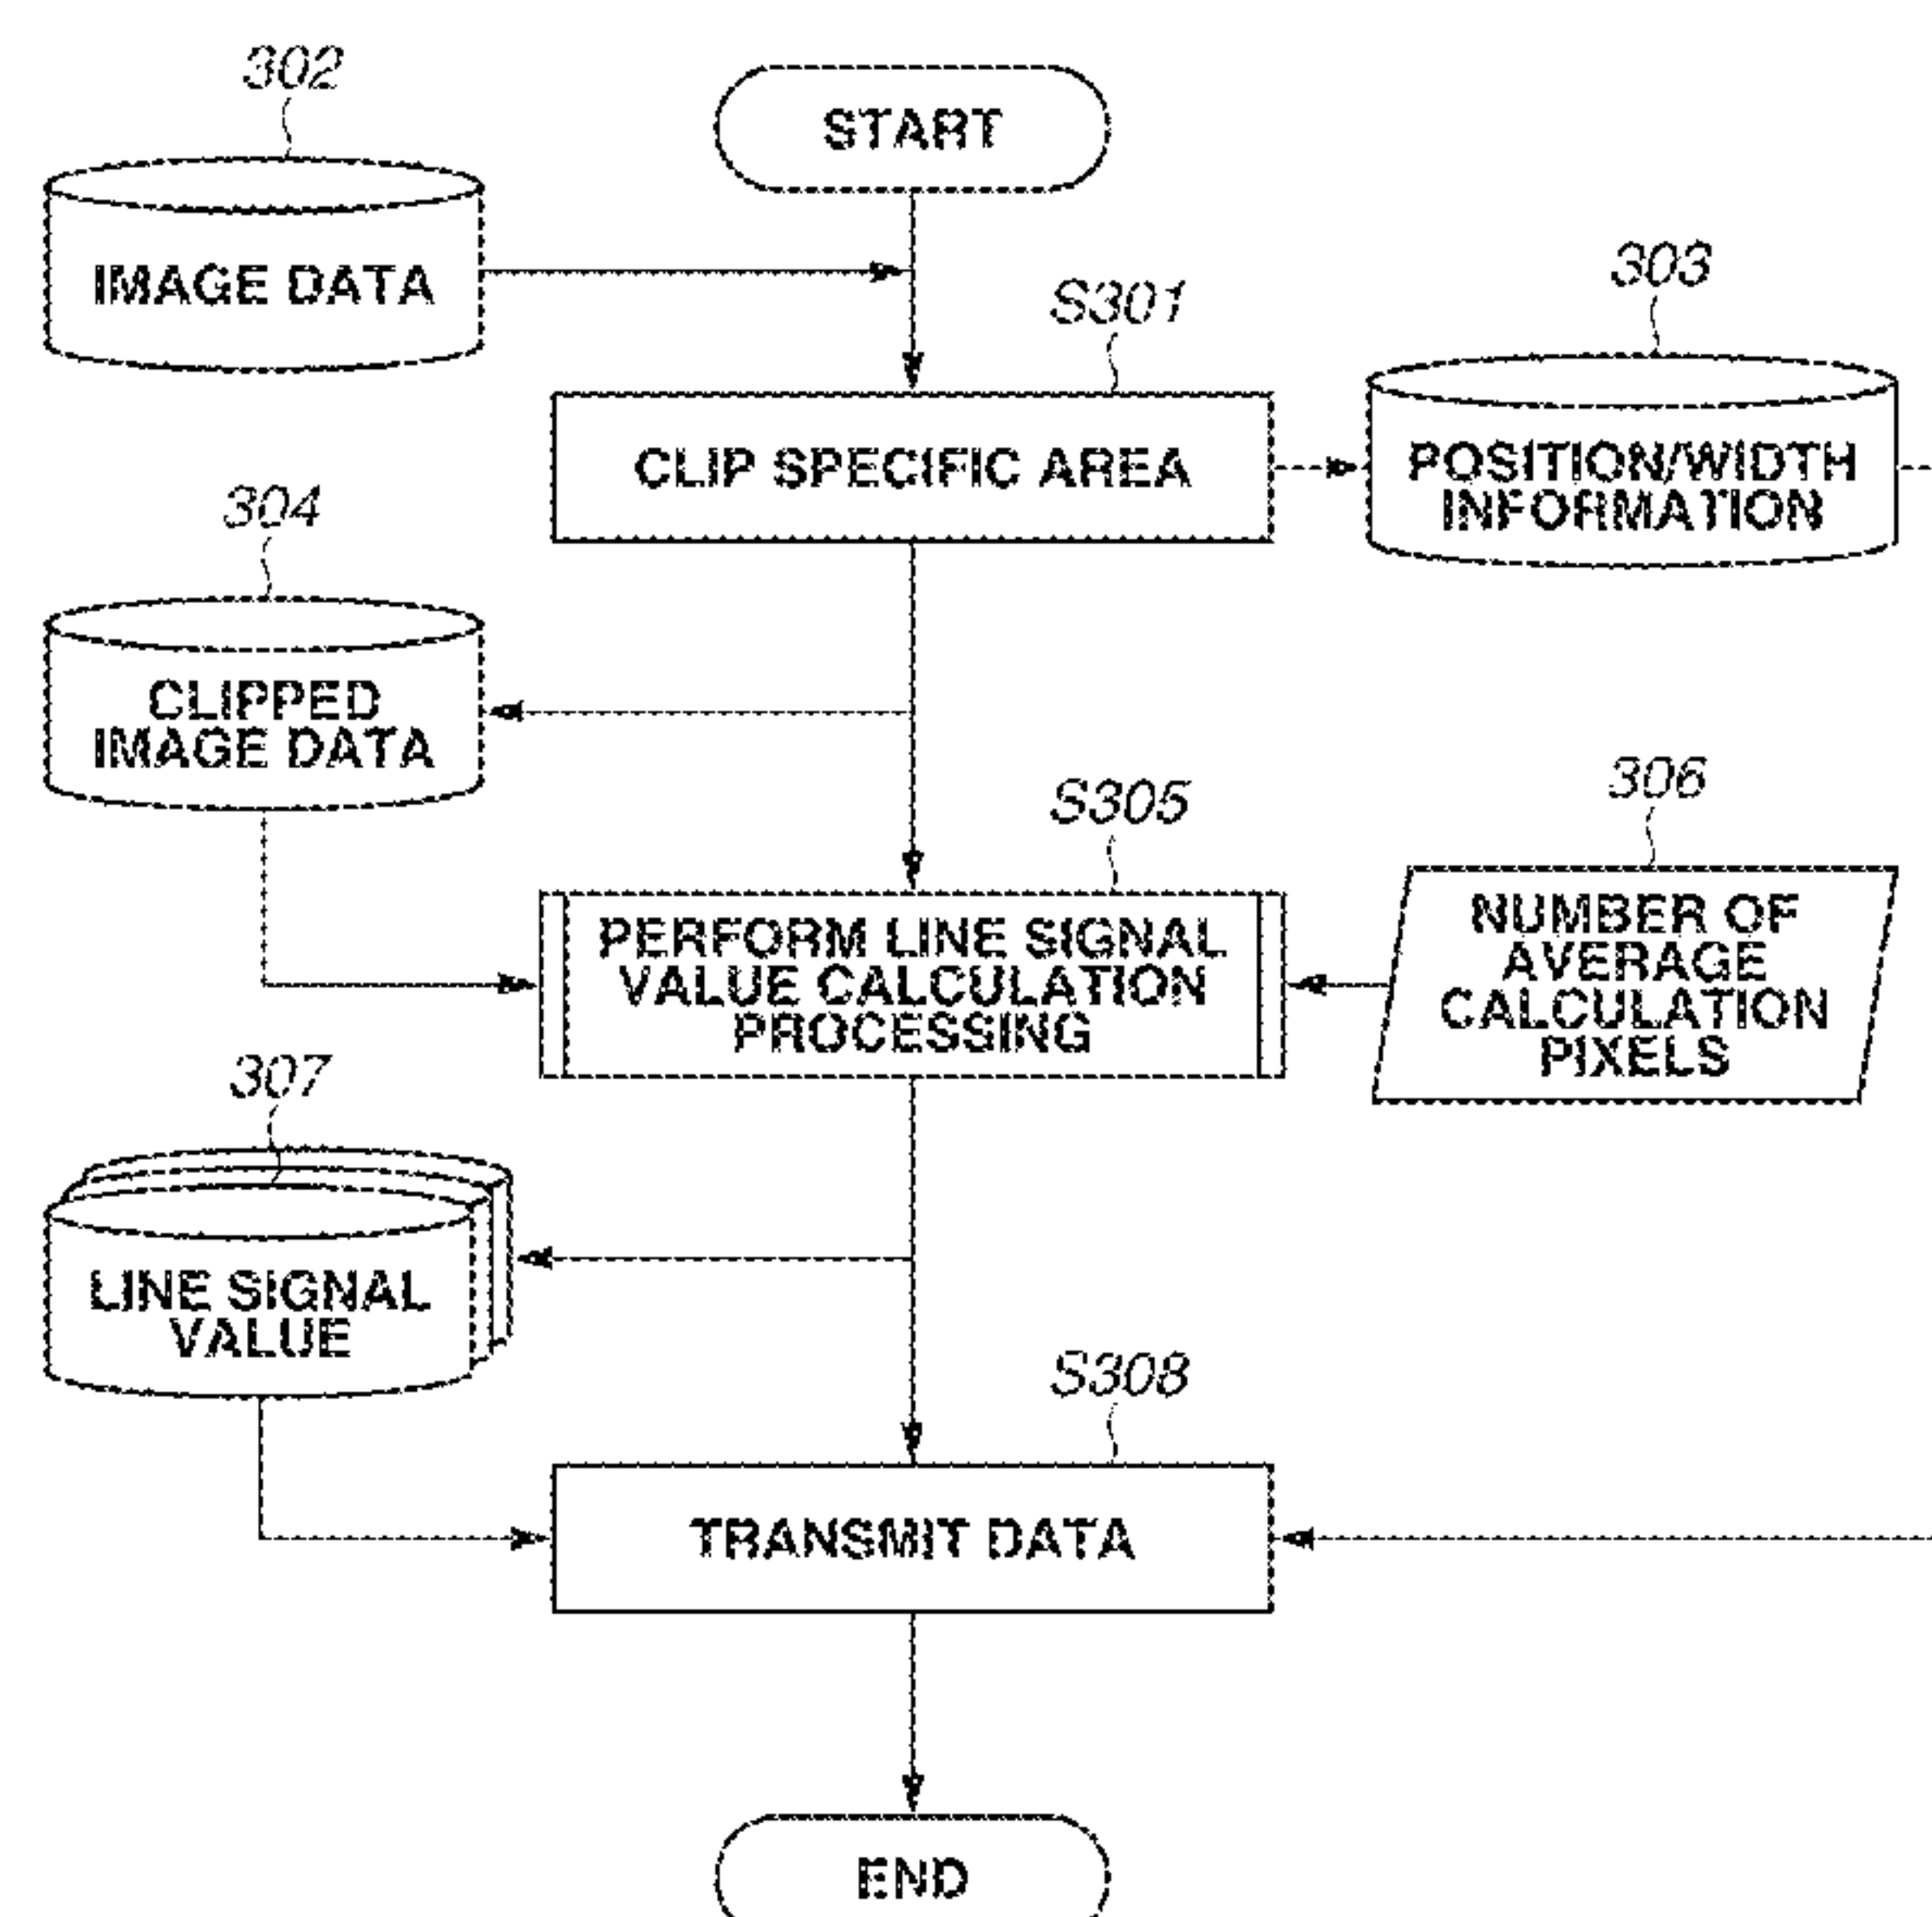 302
START
IMAGE DATA
S301
303
CLIP SPECIFIC AREA
POSITION/WIDTH
INFORMATION
304
CLIPPED
IMAGE DATA
S305
306
PERFORM LINE SIGNAL
VALUE CALCULATION
PROCESSING
NUMBER OF
AVERAGE
CALCULATION
PIXELS
307
LINE SIGNAL
VALUE
S308
TRANSMIT DATA
END